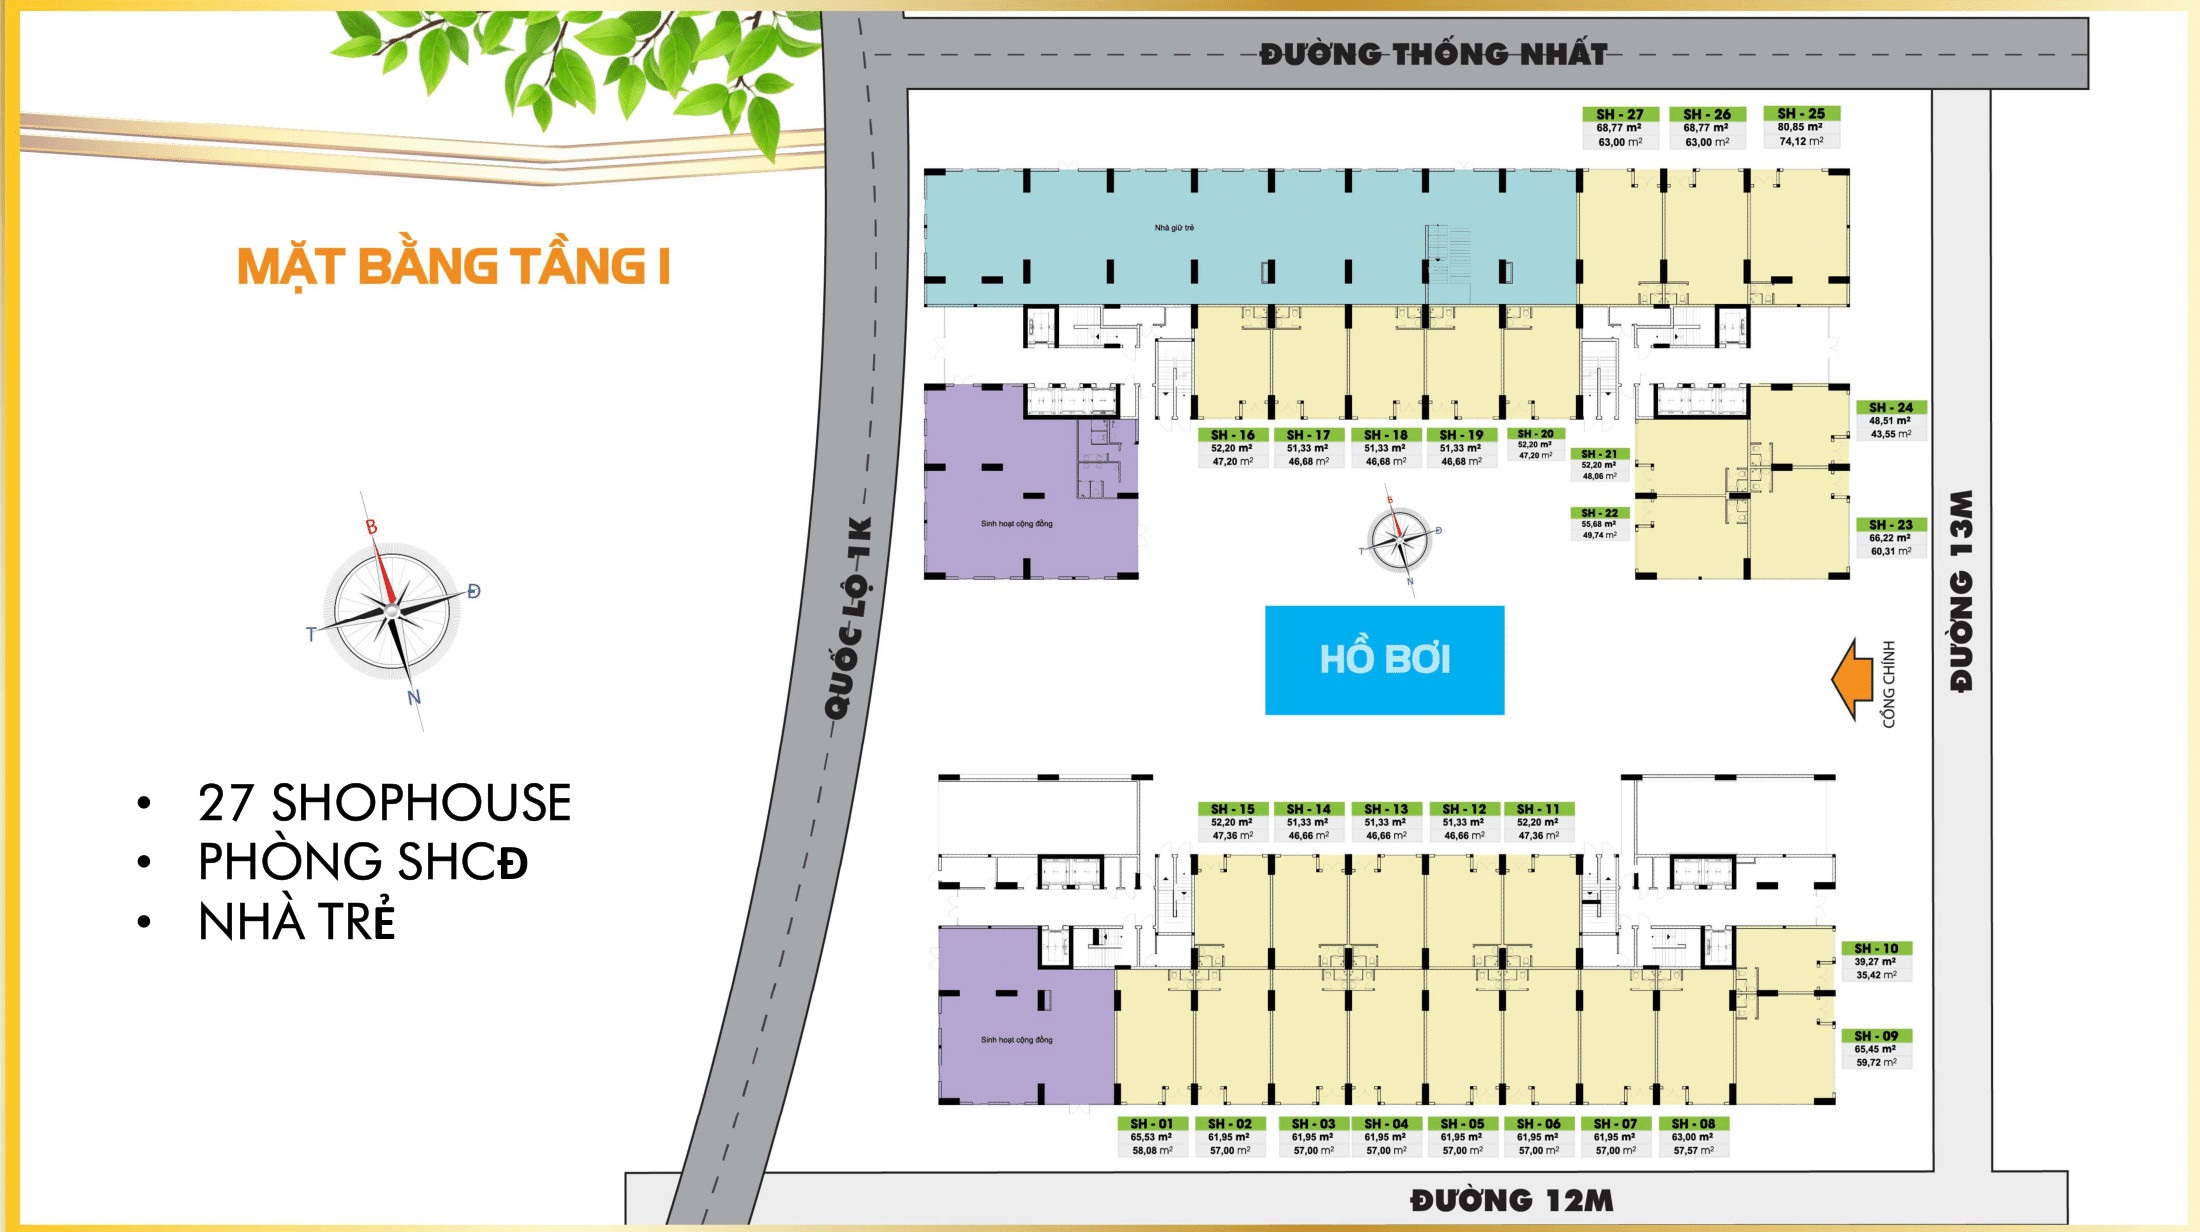 ĐƯỜNG THỐNG NHẤT
MẶT BẰNG TẦNG 1
B
Đ
T
N
• 27 SHOPHOUSE
• PHÒNG SHCĐ
• NHÀ TRẺ
QUỐC LỘ 1K
SH - 27
68,77 m²
63,00 m²
SH - 26
68,77 m²
63,00 m²
SH - 25
80,85 m²
74,12 m²
Nhà giữ trẻ
SH - 16
52,20 m²
47,20 m²
SH - 17
51,33 m²
46,68 m²
SH - 18
51,33 m²
46,68 m²
SH - 19
51,33 m²
46,68 m²
SH - 20
52,20 m²
47,20 m²
SH - 21
52,20 m²
48,06 m²
SH - 22
55,68 m²
49,74 m²
SH - 24
48,51 m²
43,55 m²
SH - 23
66,22 m²
60,31 m²
Sinh hoạt cộng đồng
B
Đ
T
N
HỒ BƠI
CỔNG CHÍNH
ĐƯỜNG 13M
SH - 15
52,20 m²
47,36 m²
SH - 14
51,33 m²
46,66 m²
SH - 13
51,33 m²
46,66 m²
SH - 12
51,33 m²
46,66 m²
SH - 11
52,20 m²
47,36 m²
SH - 10
39,27 m²
35,42 m²
SH - 09
65,45 m²
59,72 m²
Sinh hoạt cộng đồng
SH - 01
65,53 m²
58,08 m²
SH - 02
61,95 m²
57,00 m²
SH - 03
61,95 m²
57,00 m²
SH - 04
61,95 m²
57,00 m²
SH - 05
61,95 m²
57,00 m²
SH - 06
61,95 m²
57,00 m²
SH - 07
61,95 m²
57,00 m²
SH - 08
63,00 m²
57,57 m²
ĐƯỜNG 12M